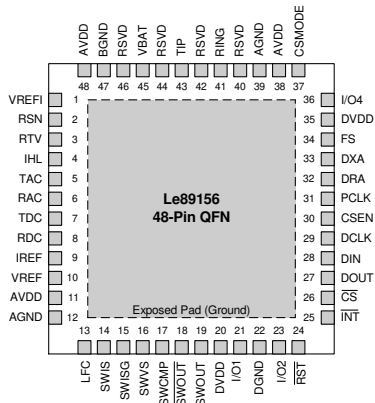 AVDD
BGND
RSVD
VBAT
RSVD
TIP
RSVD
RING
RSVD
AGND
AVDD
CSMODE
48 47 46 45 44 43 42 41 40 39 38 37
VREFI 1
RSN 2
RTV 3
IHL 4
TAC 5
RAC 6
TDC 7
RDC 8
IREF 9
VREF 10
AVDD 11
AGND 12
Le89156
48-Pin QFN
Exposed Pad (Ground)
36 I/O4
35 DVDD
34 FS
33 DXA
32 DRA
31 PCLK
30 CSEN
29 DCLK
28 DIN
27 DOUT
26 CS
25 INT
13 14 15 16 17 18 19 20 21 22 23 24
LFC
SWIS
SWISG
SWVS
SWCMP
SWOUT
SWOUT
DVDD
I/O1
DGND
I/O2
RST